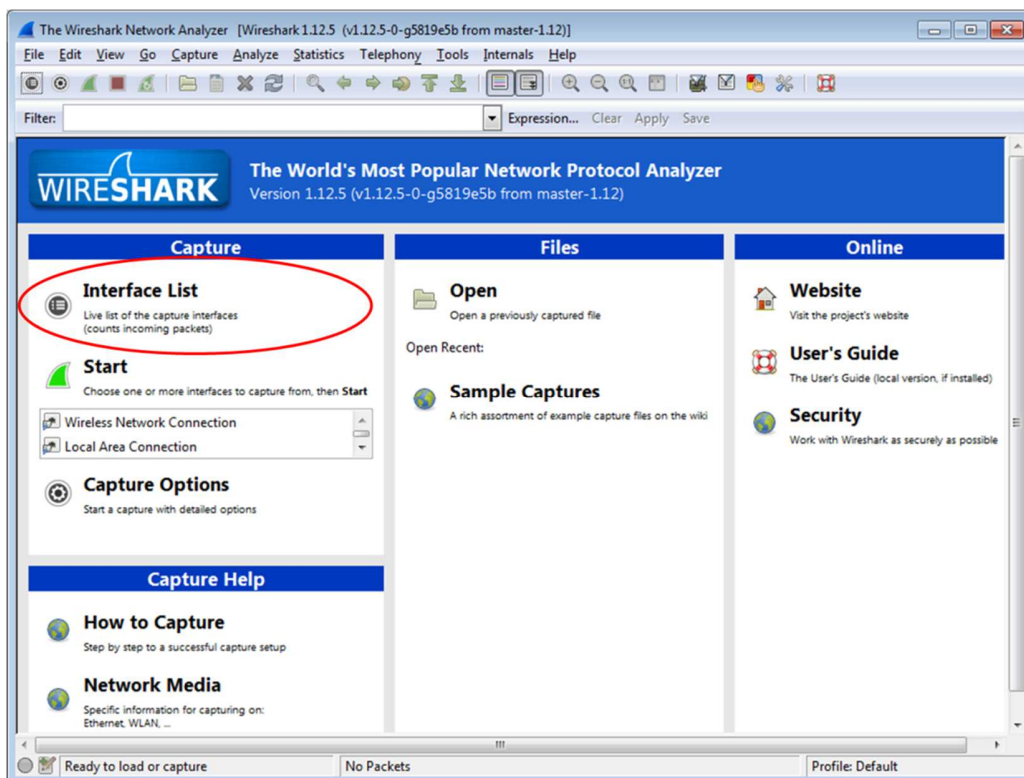 The Wireshark Network Analyzer [Wireshark 1.12.5 (v1.12.5-0-g5819e5b from master-1.12)]
File Edit View Go Capture Analyze Statistics Telephony Tools Internals Help
Filter: Expression... Clear Apply Save
WIRESHARK
The World's Most Popular Network Protocol Analyzer
Version 1.12.5 (v1.12.5-0-g5819e5b from master-1.12)
Capture
Interface List
Live list of the capture interfaces
(counts incoming packets)
Start
Choose one or more interfaces to capture from, then Start
Wireless Network Connection
Local Area Connection
Capture Options
Start a capture with detailed options
Capture Help
How to Capture
Step by step to a successful capture setup
Network Media
Specific information for capturing on:
Ethernet, WLAN, ...
Files
Open
Open a previously captured file
Open Recent:
Sample Captures
A rich assortment of example capture files on the wiki
Online
Website
Visit the project's website
User's Guide
The User's Guide (local version, if installed)
Security
Work with Wireshark as securely as possible
Ready to load or capture
No Packets
Profile: Default